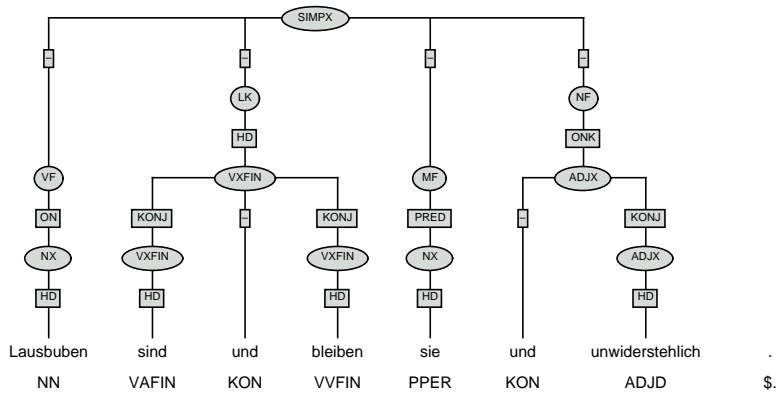 SIMPX
– – – –
LK NF
HD ONK
VF VXFIN MF ADJX
ON KONJ – KONJ PRED – KONJ
NX VXFIN VXFIN NX ADJX
HD HD HD HD HD
Lausbuben sind und bleiben sie und unwiderstehlich .
NN VAFIN KON VVFIN PPER KON ADJD $.